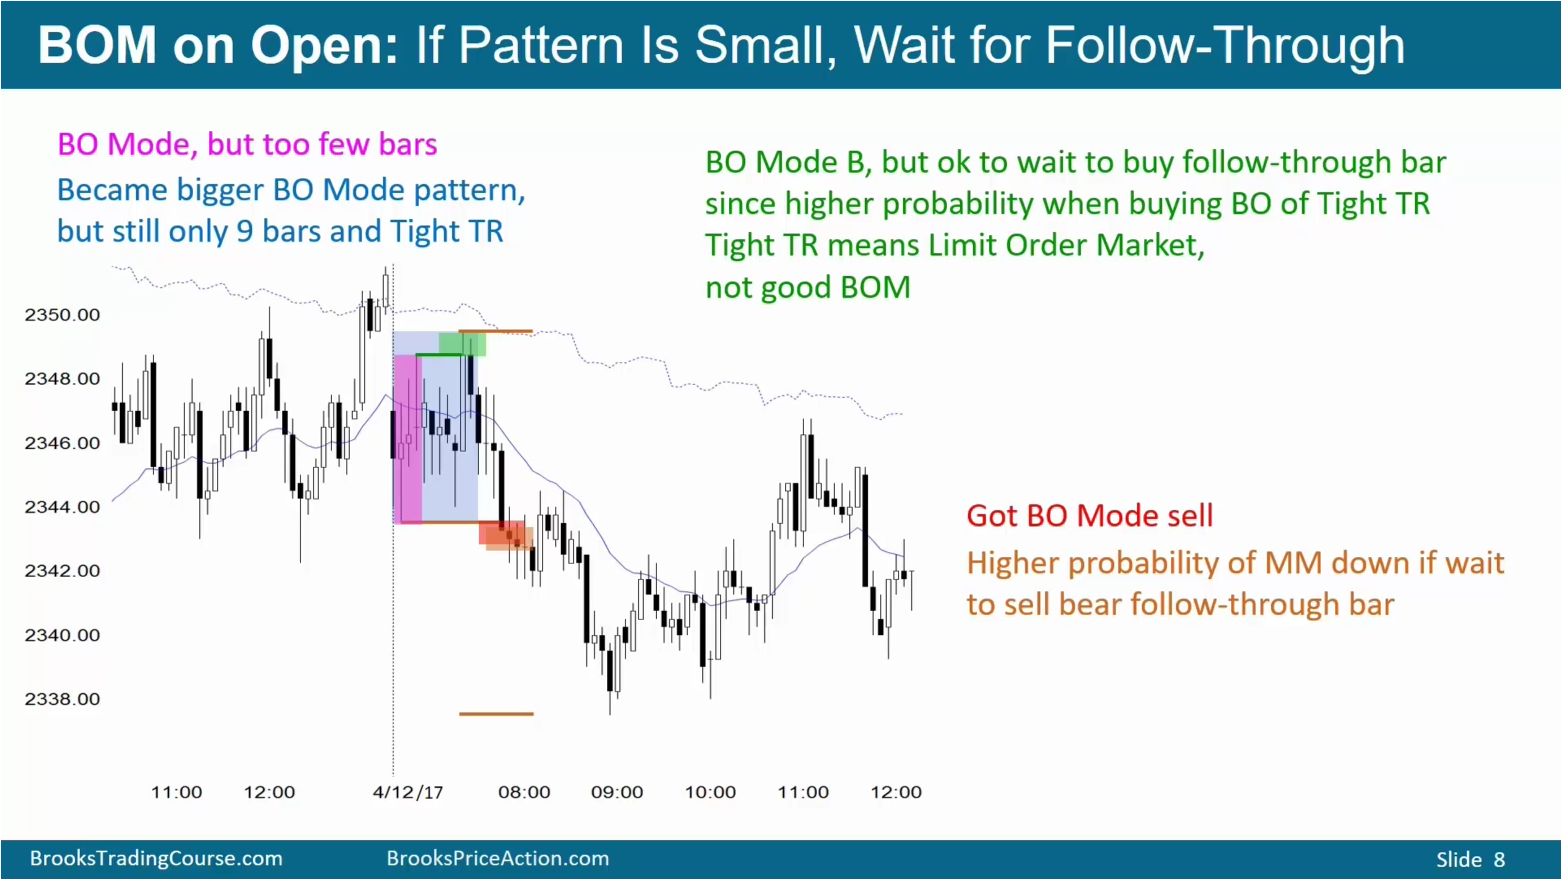 BOM on Open: If Pattern Is Small, Wait for Follow-Through
BO Mode, but too few bars
Became bigger BO Mode pattern,
but still only 9 bars and Tight TR
BO Mode B, but ok to wait to buy follow-through bar
since higher probability when buying BO of Tight TR
Tight TR means Limit Order Market,
not good BOM
2350.00
2348.00
2346.00
2344.00
2342.00
2340.00
2338.00
Got BO Mode sell
Higher probability of MM down if wait
to sell bear follow-through bar
11:00 12:00 4/12/17 08:00 09:00 10:00 11:00 12:00
BrooksTradingCourse.com BrooksPriceAction.com Slide 8